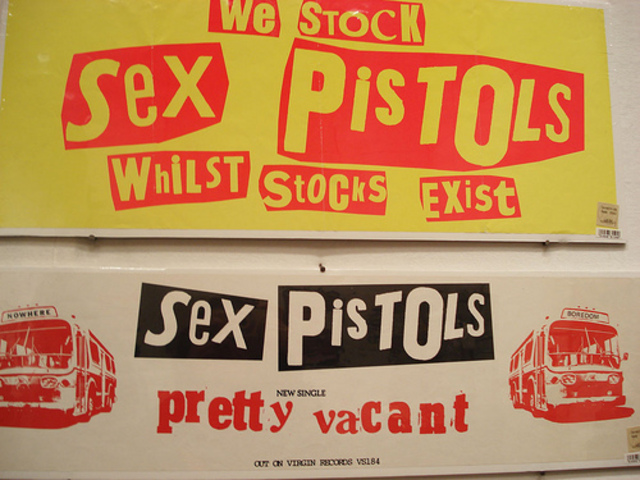 We STOCK
Sex PiSTOLS
WhiLST StOCKS EXiSt
NOWHERE
BOREDOM
Sex PiSTOLS
NEW SINGLE
pretty vacant
OUT ON VIRGIN RECORDS VS184